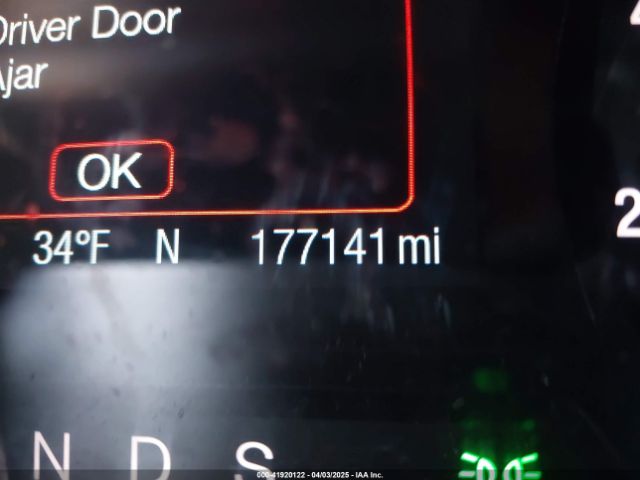 Driver Door
Ajar
OK
34°F N 177141 mi
2
N D S
000-41920122 - 04/03/2025 - IAA Inc.